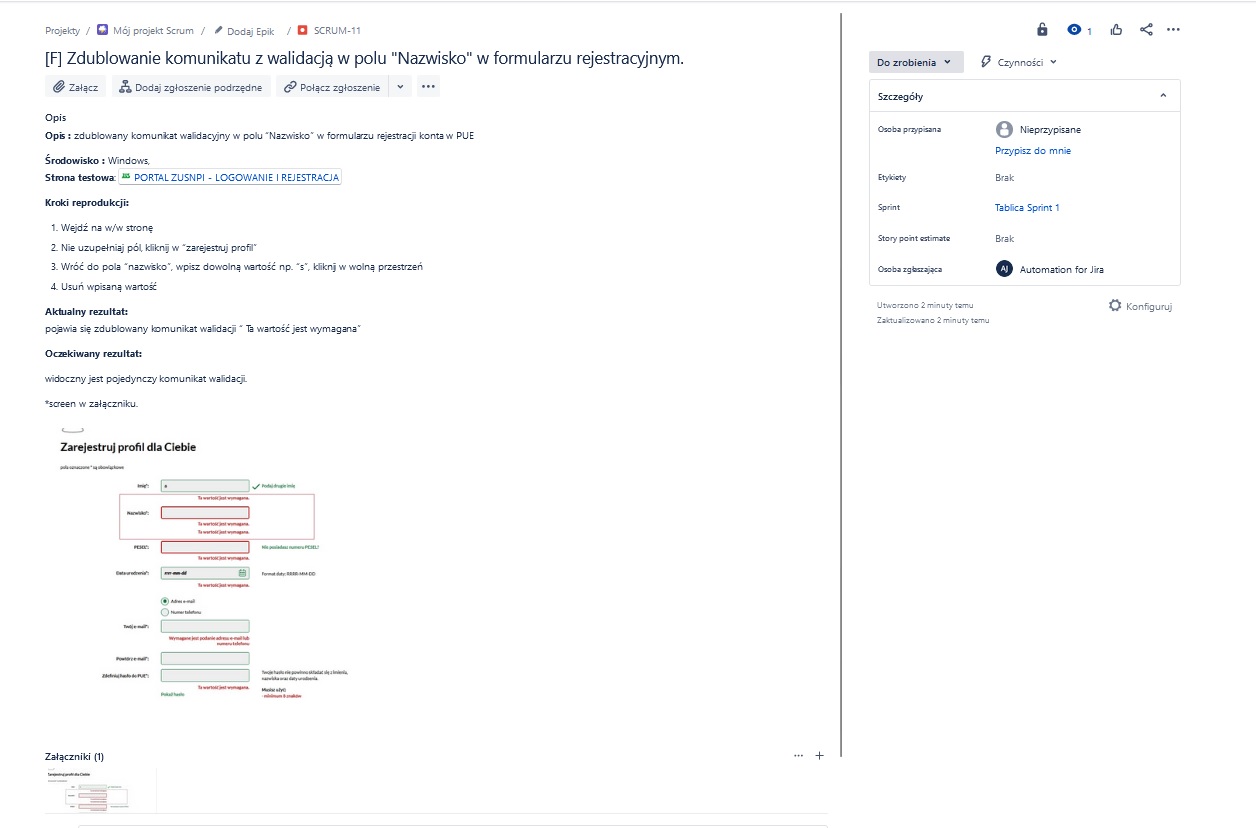 Projekty / Mój projekt Scrum / Dodaj Epik / SCRUM-11
[F] Zdublowanie komunikatu z walidacją w polu "Nazwisko" w formularzu rejestracyjnym.
Załącz Dodaj zgłoszenie podrzędne Połącz zgłoszenie
Opis
Opis : zdublowany komunikat walidacyjny w polu “Nazwisko” w formularzu rejestracji konta w PUE
Środowisko : Windows,
Strona testowa: PORTAL ZUSNPI - LOGOWANIE I REJESTRACJA
Kroki reprodukcji:
1. Wejdź na w/w stronę
2. Nie uzupełniaj pól, kliknij w “zarejestruj profil”
3. Wróć do pola “nazwisko”, wpisz dowolną wartość np. “s”, kliknij w wolną przestrzeń
4. Usuń wpisaną wartość
Aktualny rezultat:
pojawia się zdublowany komunikat walidacji “ Ta wartość jest wymagana”
Oczekiwany rezultat:
widoczny jest pojedynczy komunikat walidacji.
*screen w załączniku.
Zarejestruj profil dla Ciebie
pola oznaczone * są obowiązkowe
Imię*: Podaj drugie imię
Ta wartość jest wymagana.
Nazwisko*:
Ta wartość jest wymagana.
Ta wartość jest wymagana.
PESEL*: Nie posiadasz numeru PESEL?
Ta wartość jest wymagana.
Data urodzenia*: rrrr-mm-dd Format daty: RRRR-MM-DD
Ta wartość jest wymagana.
Adres e-mail
Numer telefonu
Twój e-mail*:
Wymagane jest podanie adresu e-mail lub
numeru telefonu
Powtórz e-mail*:
Zdefiniuj hasło do PUE*: Twoje hasło nie powinno składać się z imienia,
nazwiska oraz daty urodzenia.
Ta wartość jest wymagana.
Pokaż hasło
Musisz użyć:
- minimum 8 znaków
Załączniki (1)
Zarejestruj profil dla Ciebie
1
Do zrobienia Czynności
Szczegóły
Osoba przypisana Nieprzypisane
Przypisz do mnie
Etykiety Brak
Sprint Tablica Sprint 1
Story point estimate Brak
Osoba zgłaszająca AJ Automation for Jira
Utworzono 2 minuty temu
Zaktualizowano 2 minuty temu
Konfiguruj